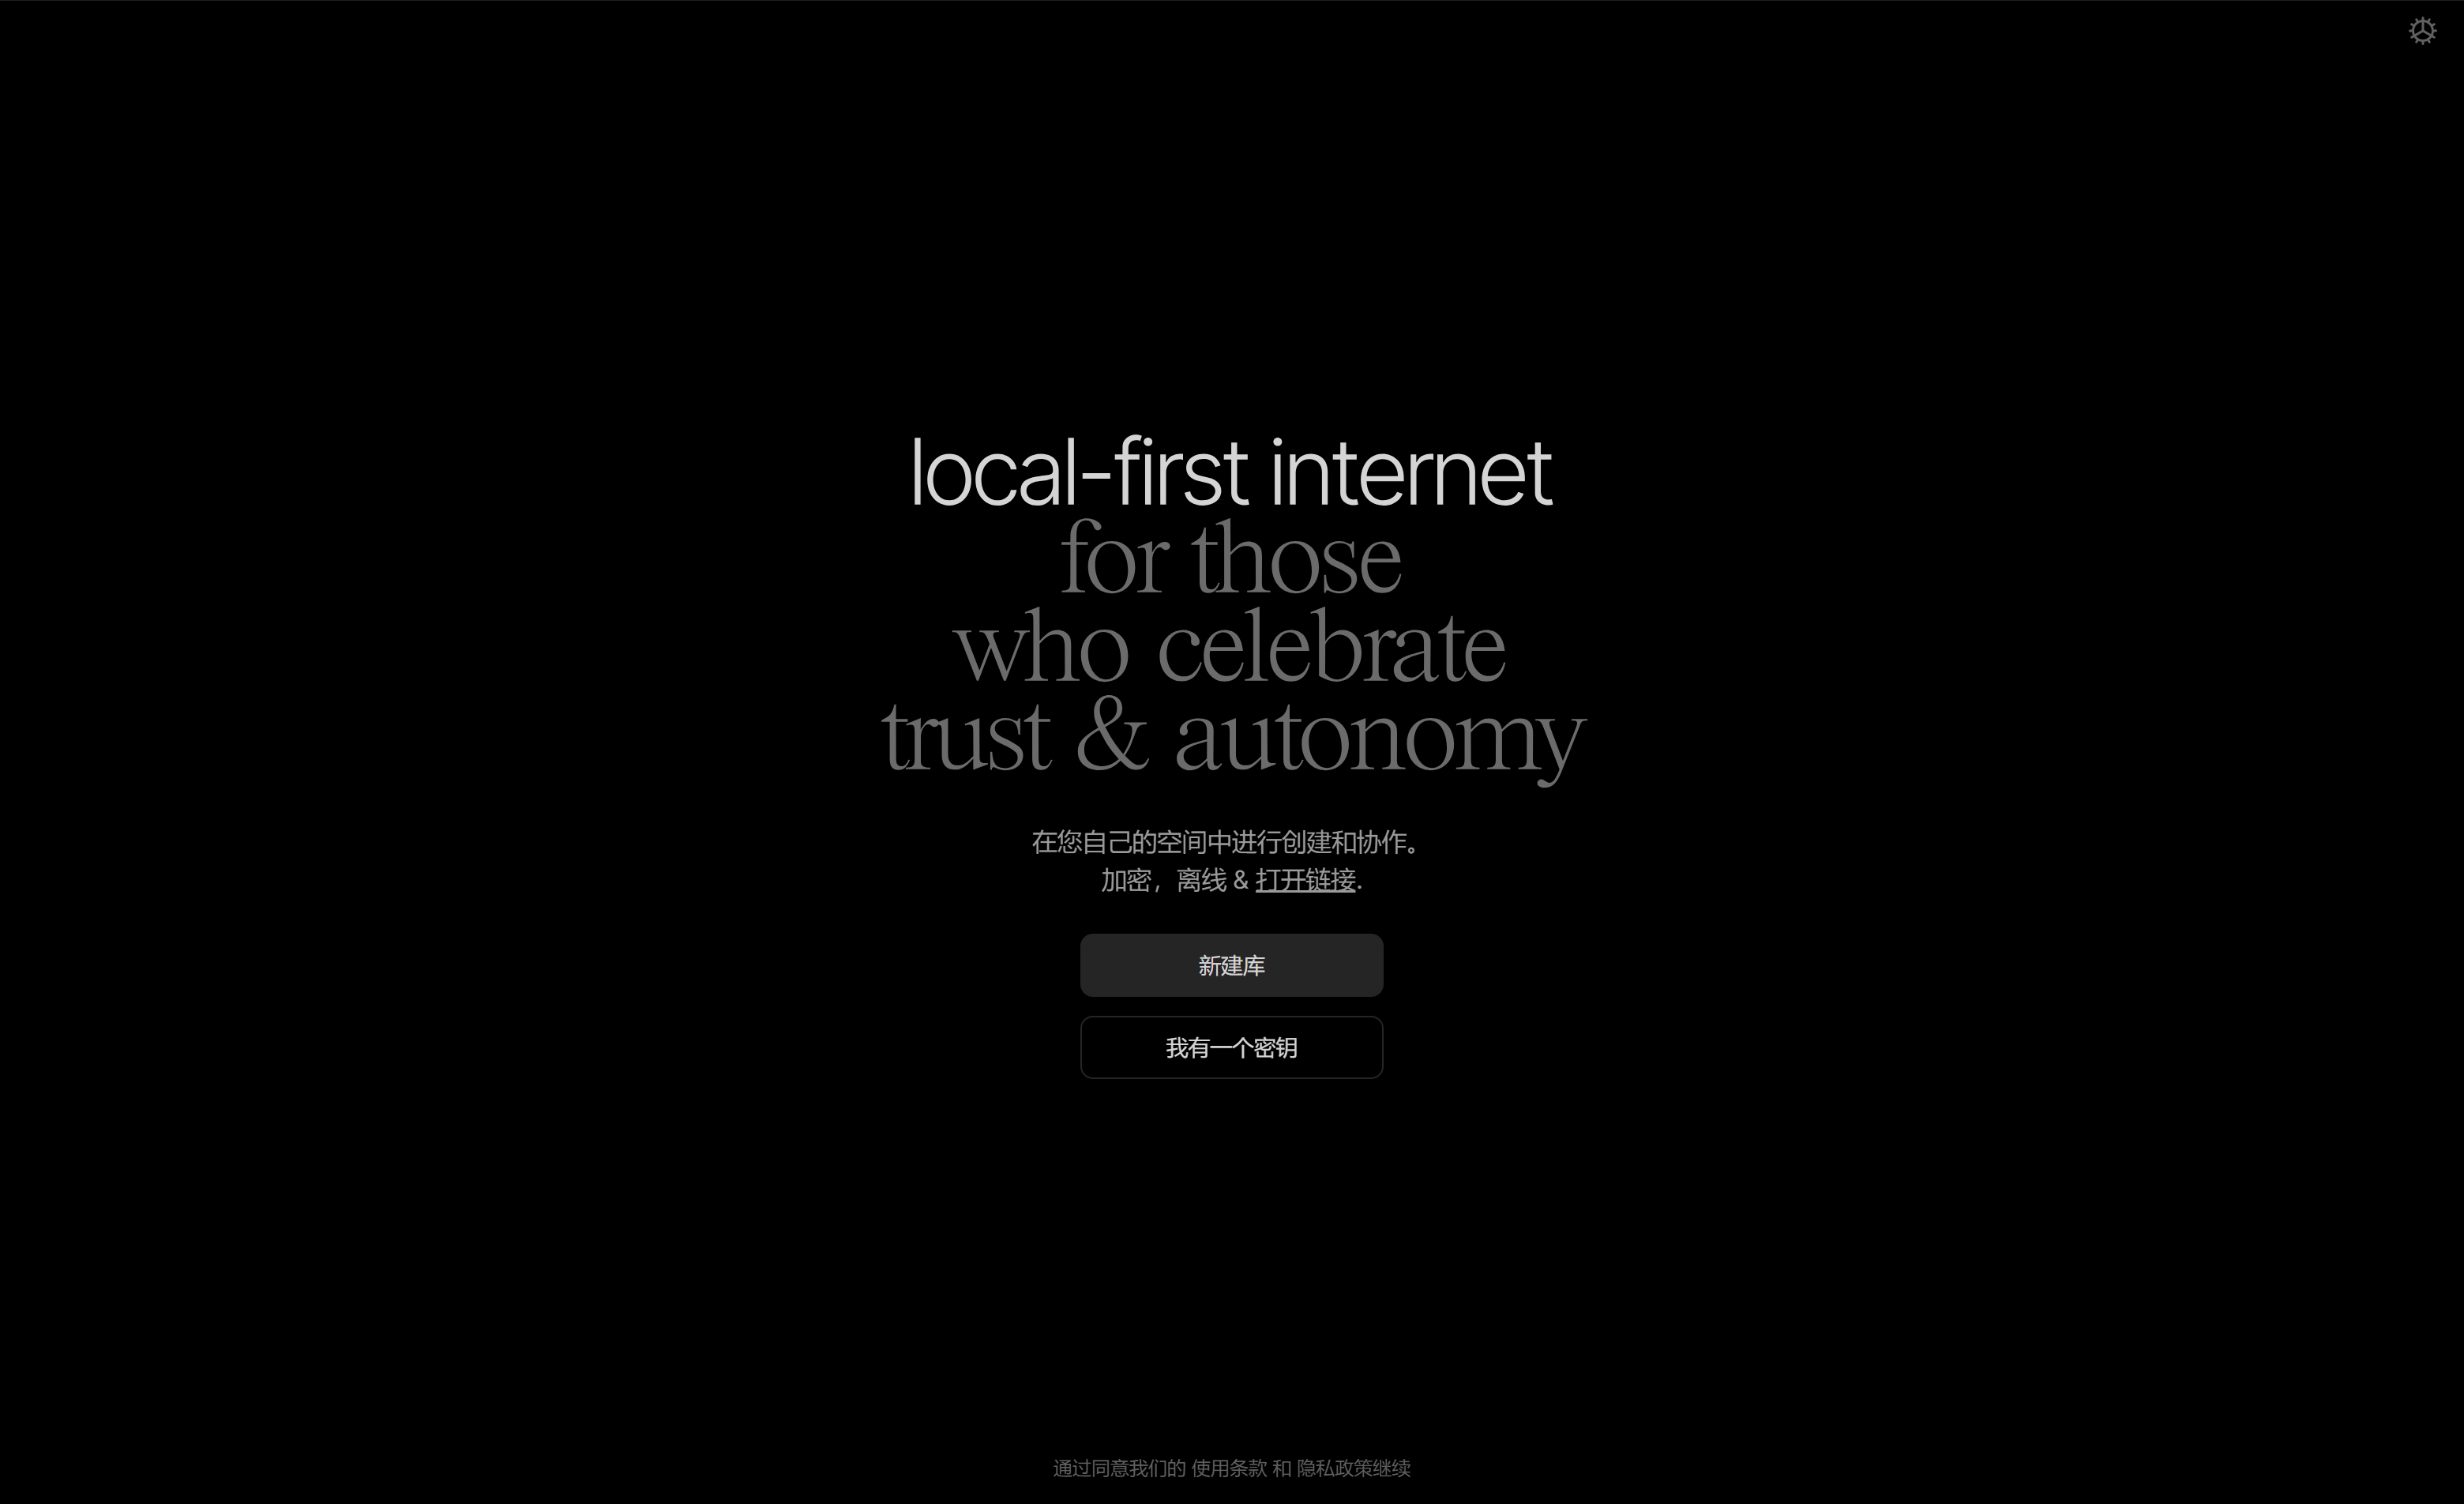 local-first internet
for those
who celebrate
trust & autonomy
在您自己的空间中进行创建和协作。
加密，离线 & 打开链接.
新建库
我有一个密钥
通过同意我们的 使用条款 和 隐私政策继续